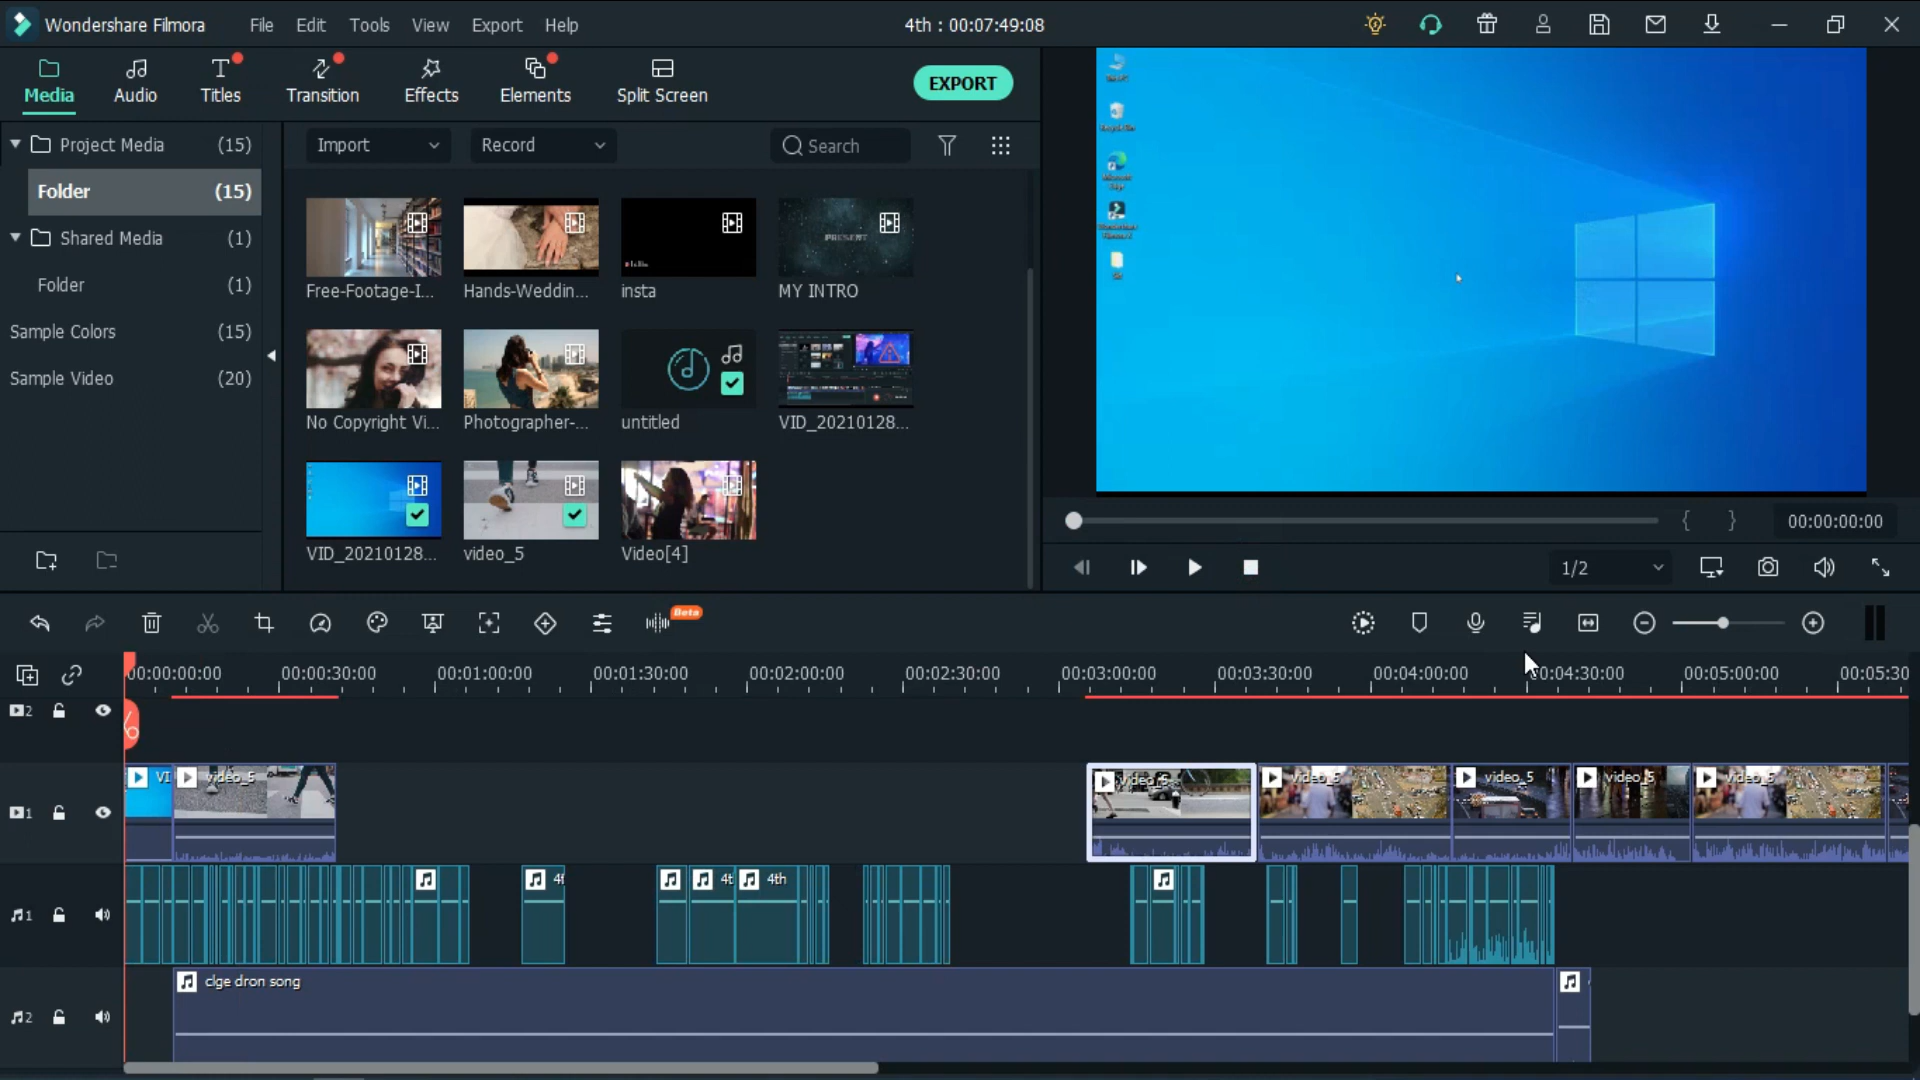 Wondershare Filmora File Edit Tools View Export Help 4th : 00:07:49:08
Media Audio Titles Transition Effects Elements Split Screen EXPORT
Project Media (15)
Folder (15)
Shared Media (1)
Folder (1)
Sample Colors (15)
Sample Video (20)
Import Record Search
PRESENT
Free-Footage-I... Hands-Weddin... insta MY INTRO
No Copyright Vi... Photographer-... untitled VID_20210128...
VID_20210128... video_5 Video[4]
00:00:00:00
1/2
Beta
00:00:00:00 00:00:30:00 00:01:00:00 00:01:30:00 00:02:00:00 00:02:30:00 00:03:00:00 00:03:30:00 00:04:00:00 00:04:30:00 00:05:00:00 00:05:30
2
1 VI video_5 video_5 video_5 video_5 video_5 video_5
1 4t 4t 4th
2 clge dron song